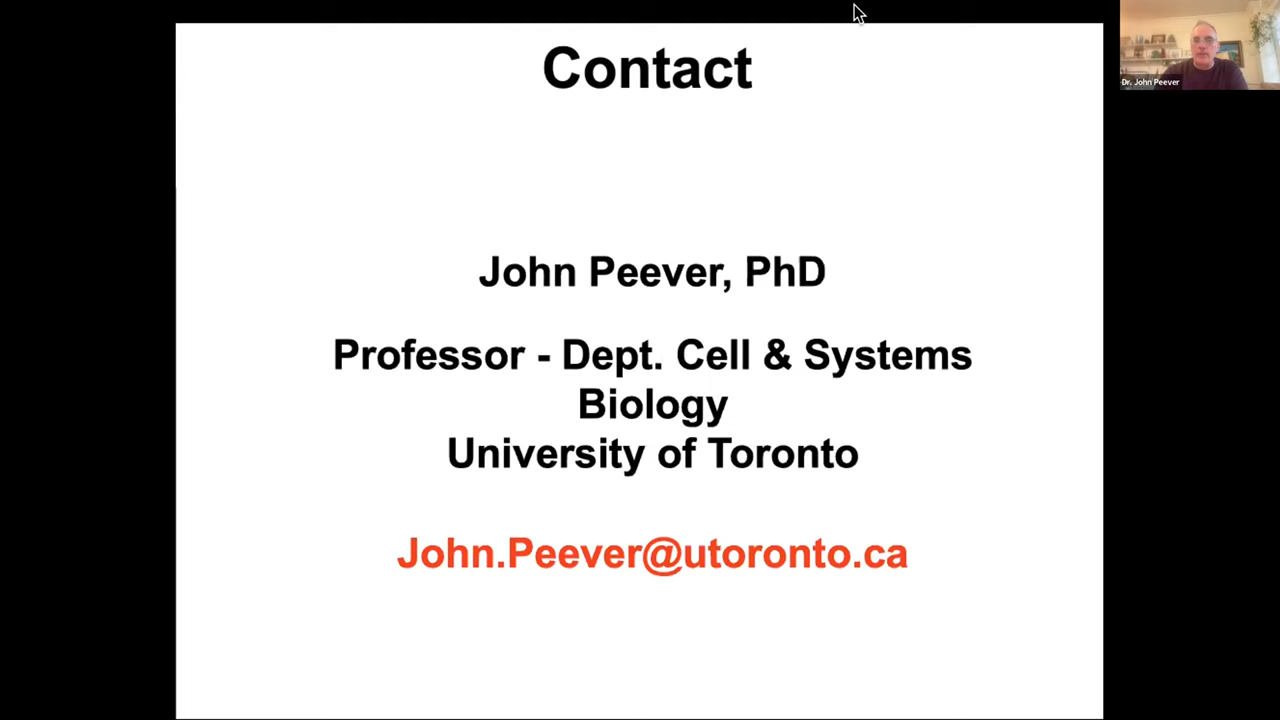 Contact
Dr. John Peever
John Peever, PhD
Professor - Dept. Cell & Systems
Biology
University of Toronto
John.Peever@utoronto.ca